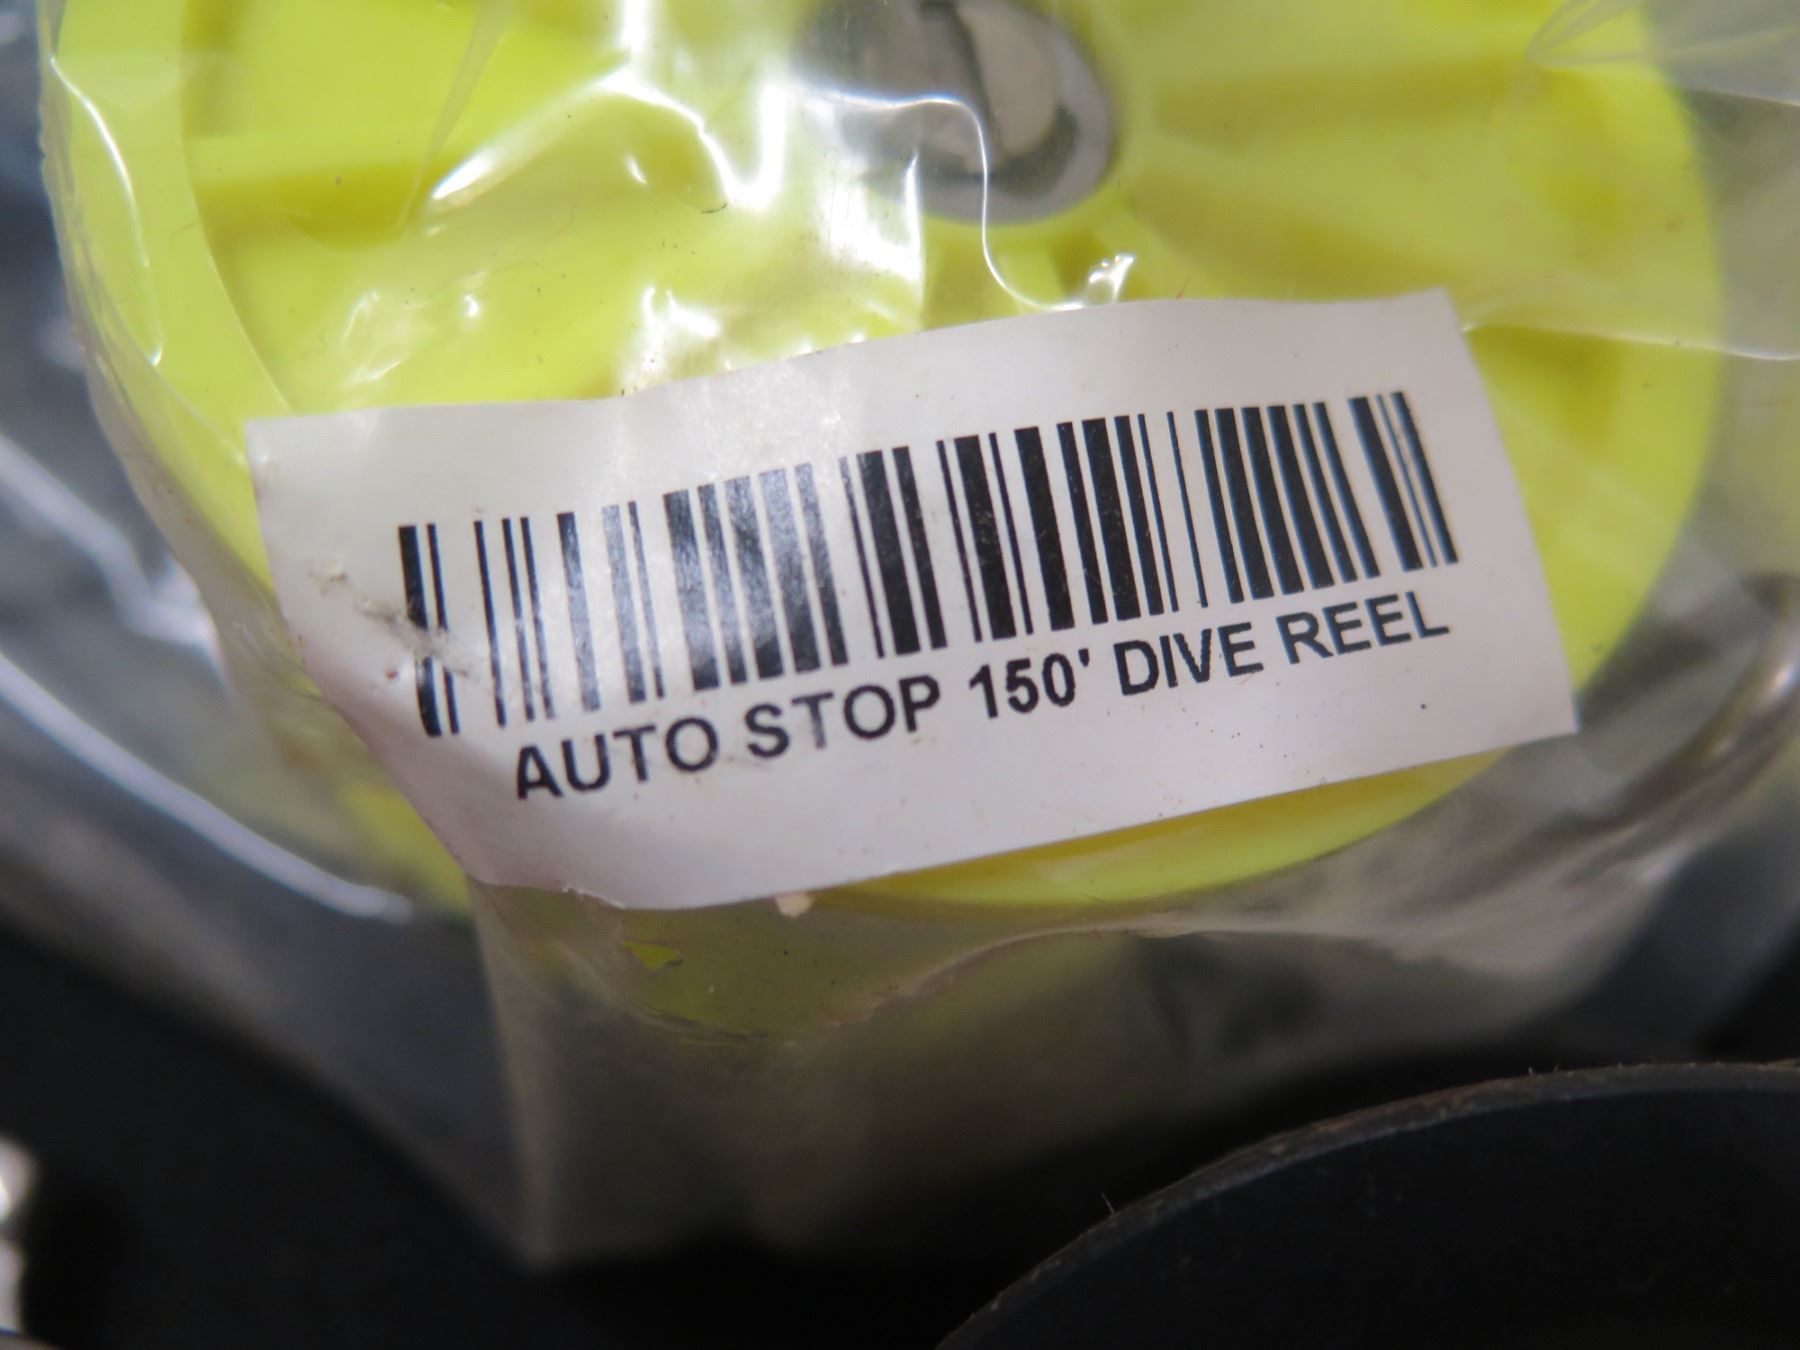 AUTO STOP 150' DIVE REEL